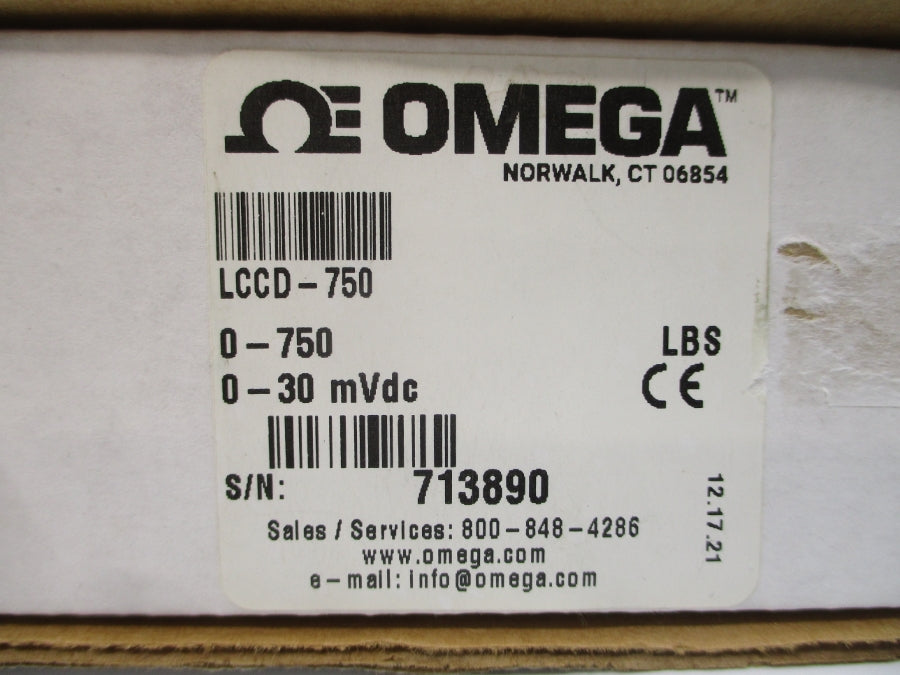 ΩE OMEGA™
NORWALK, CT 06854
LCCD-750
0-750 LBS
0-30 mVdc CE
S/N: 713890
12.17.21
Sales / Services: 800-848-4286
www.omega.com
e-mail: info@omega.com